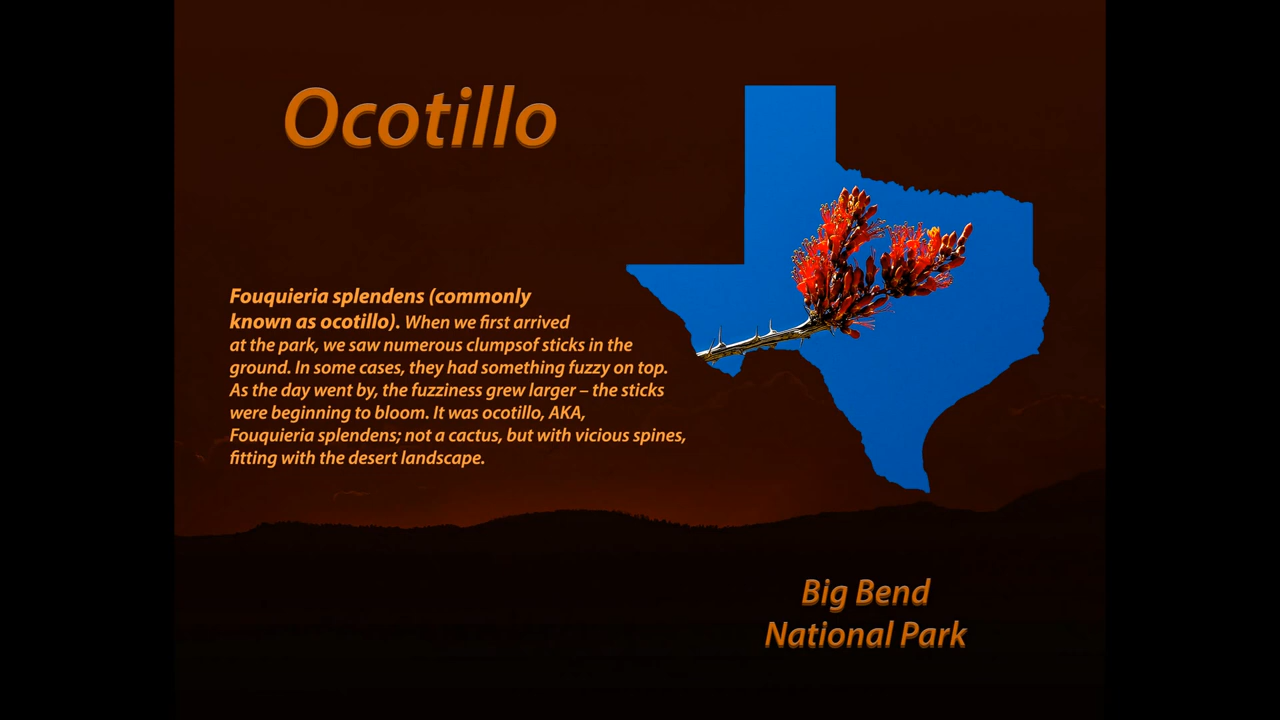 Ocotillo
Fouquieria splendens (commonly
known as ocotillo). When we first arrived
at the park, we saw numerous clumpsof sticks in the
ground. In some cases, they had something fuzzy on top.
As the day went by, the fuzziness grew larger – the sticks
were beginning to bloom. It was ocotillo, AKA,
Fouquieria splendens; not a cactus, but with vicious spines,
fitting with the desert landscape.
Big Bend
National Park